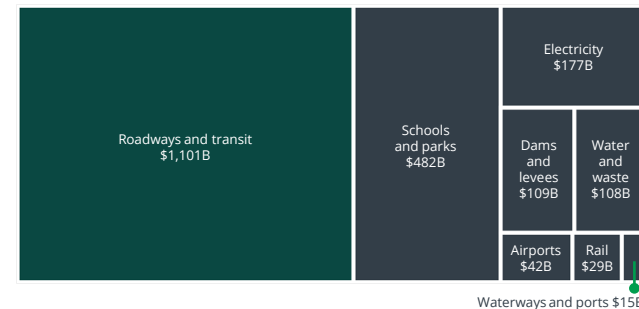 Roadways and transit
$1,101B
Schools
and parks
$482B
Electricity
$177B
Dams
and
levees
$109B
Water
and
waste
$108B
Airports
$42B
Rail
$29B
Waterways and ports $15B